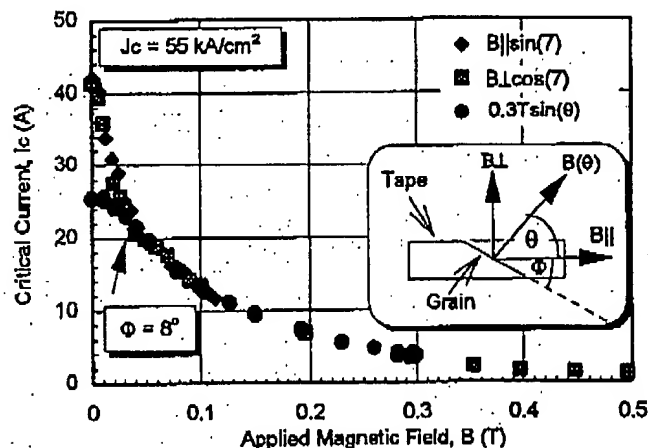 Jc = 55 kA/cm²
B||sin(7)
B⊥cos(7)
0.3Tsin(θ)
50
40
30
20
10
0
Critical Current, Ic (A)
B⊥
B(θ)
Tape
θ
B||
Φ
Grain
Φ = 8°
0
0.1
0.2
0.3
0.4
0.5
Applied Magnetic Field, B (T)